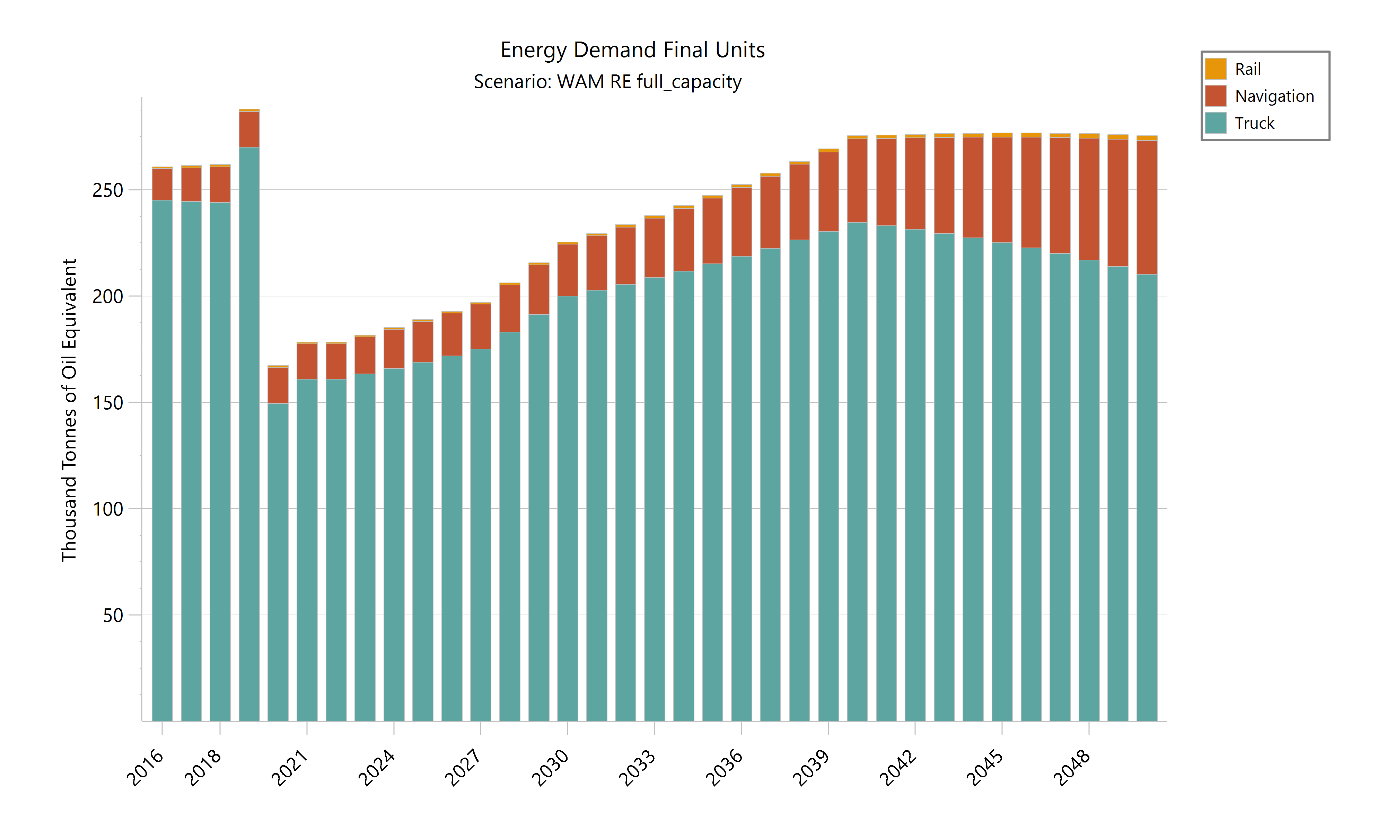 Energy Demand Final Units
Scenario: WAM RE full_capacity
Rail
Navigation
Truck
Thousand Tonnes of Oil Equivalent
250
200
150
100
50
2016
2018
2021
2024
2027
2030
2033
2036
2039
2042
2045
2048